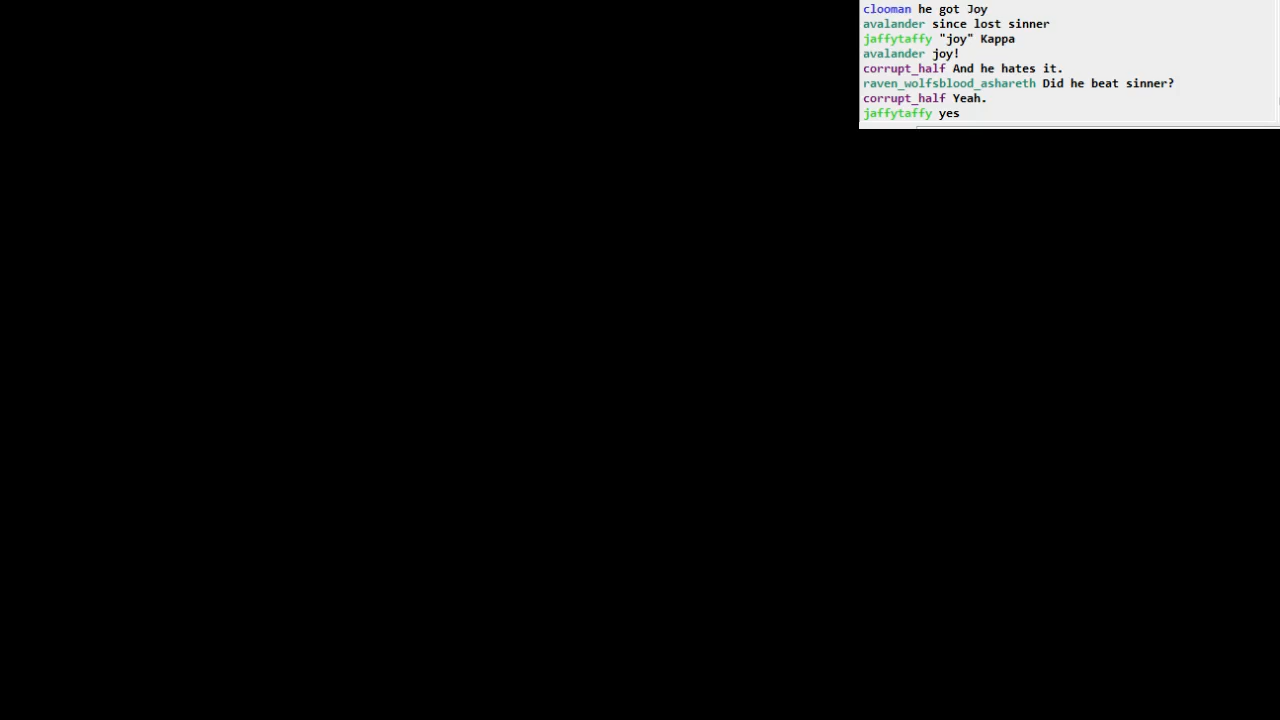 clooman he got Joy
avalander since lost sinner
jaffytaffy "joy" Kappa
avalander joy!
corrupt_half And he hates it.
raven_wolfsblood_ashareth Did he beat sinner?
corrupt_half Yeah.
jaffytaffy yes